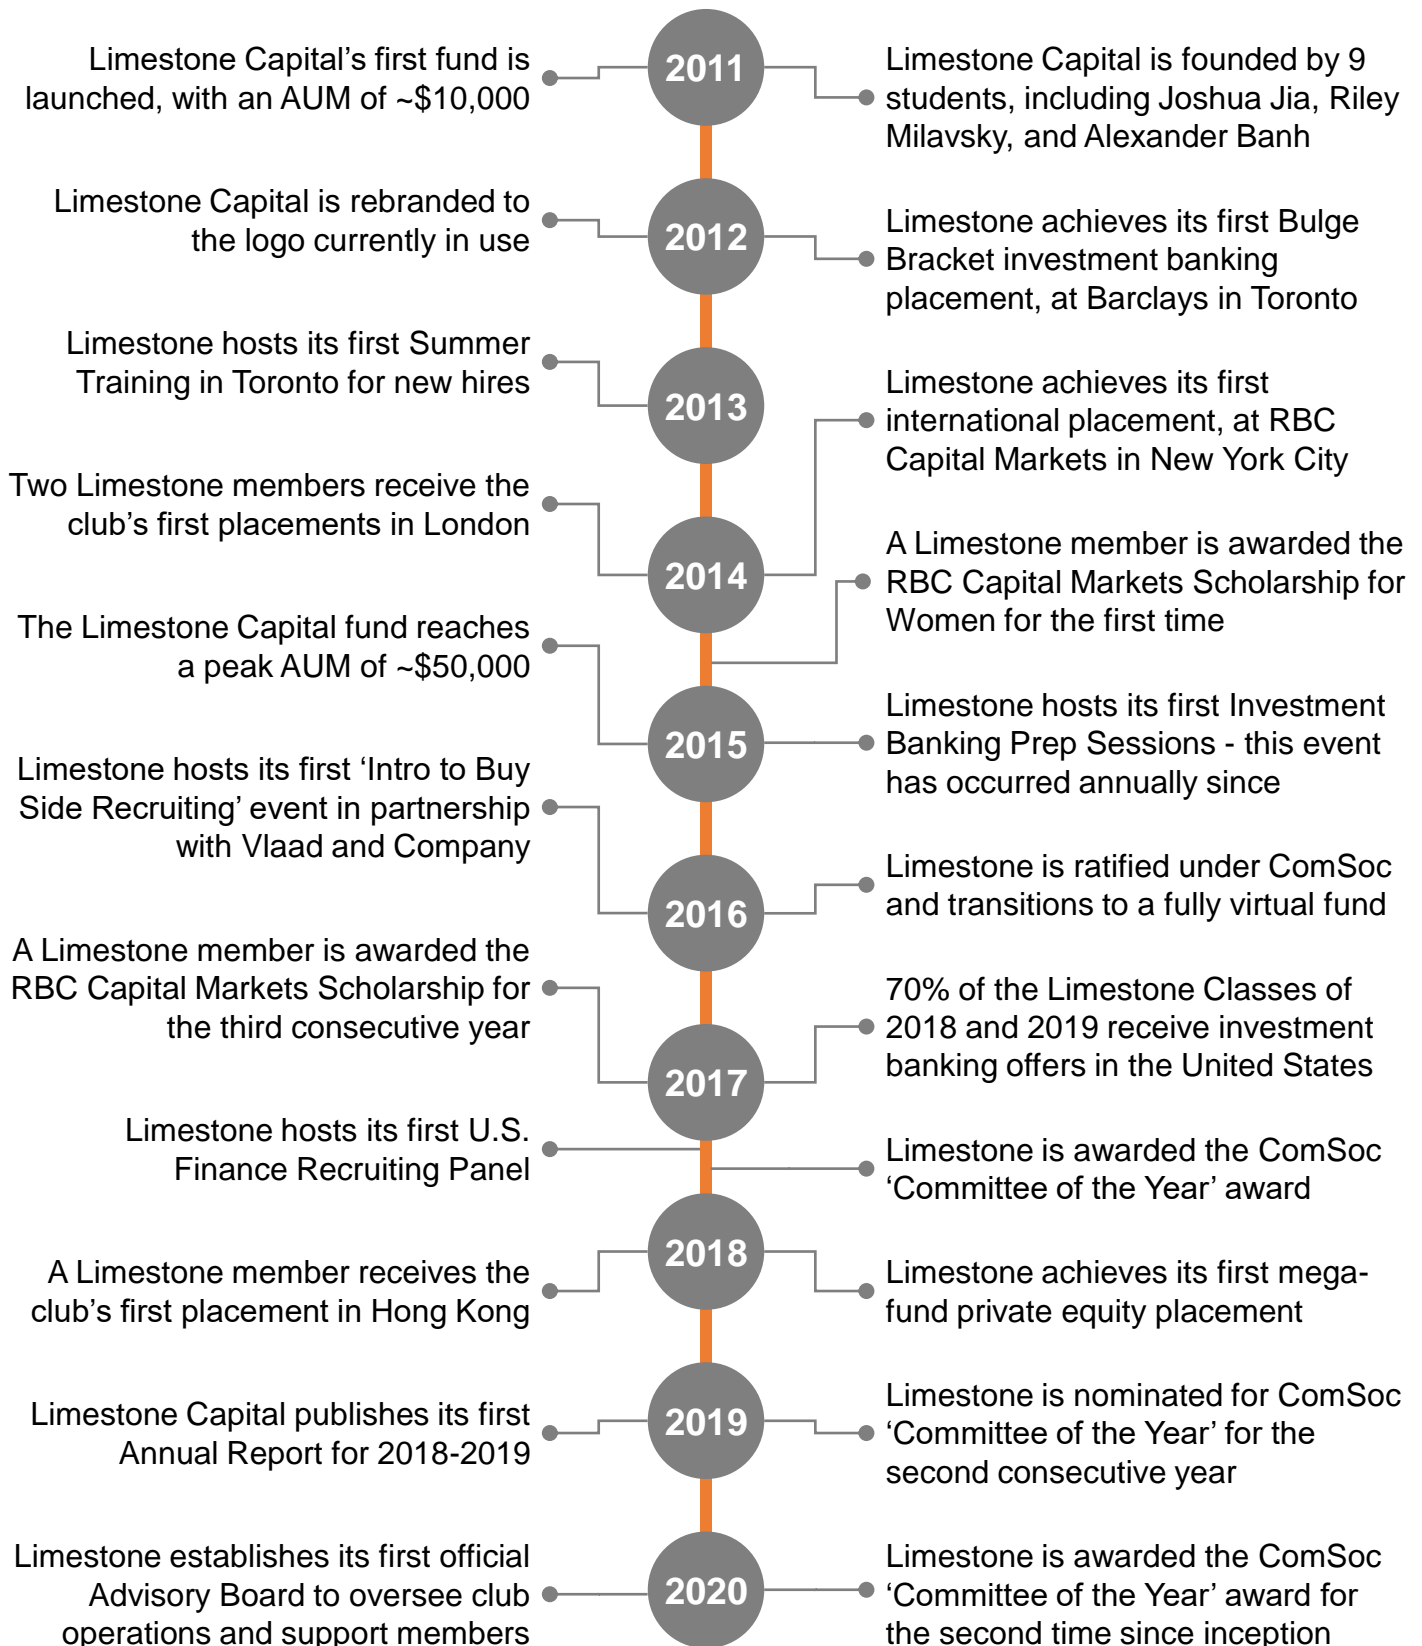 2011
Limestone Capital’s first fund is
launched, with an AUM of ~$10,000
Limestone Capital is founded by 9
students, including Joshua Jia, Riley
Milavsky, and Alexander Banh
2012
Limestone Capital is rebranded to
the logo currently in use
Limestone achieves its first Bulge
Bracket investment banking
placement, at Barclays in Toronto
2013
Limestone hosts its first Summer
Training in Toronto for new hires
2014
Two Limestone members receive the
club’s first placements in London
Limestone achieves its first
international placement, at RBC
Capital Markets in New York City
A Limestone member is awarded the
RBC Capital Markets Scholarship for
Women for the first time
2015
The Limestone Capital fund reaches
a peak AUM of ~$50,000
Limestone hosts its first Investment
Banking Prep Sessions - this event
has occurred annually since
2016
Limestone hosts its first ‘Intro to Buy
Side Recruiting’ event in partnership
with Vlaad and Company
Limestone is ratified under ComSoc
and transitions to a fully virtual fund
2017
A Limestone member is awarded the
RBC Capital Markets Scholarship for
the third consecutive year
70% of the Limestone Classes of
2018 and 2019 receive investment
banking offers in the United States
Limestone hosts its first U.S.
Finance Recruiting Panel
Limestone is awarded the ComSoc
‘Committee of the Year’ award
2018
A Limestone member receives the
club’s first placement in Hong Kong
Limestone achieves its first mega-
fund private equity placement
2019
Limestone Capital publishes its first
Annual Report for 2018-2019
Limestone is nominated for ComSoc
‘Committee of the Year’ for the
second consecutive year
2020
Limestone establishes its first official
Advisory Board to oversee club
operations and support members
Limestone is awarded the ComSoc
‘Committee of the Year’ award for
the second time since inception